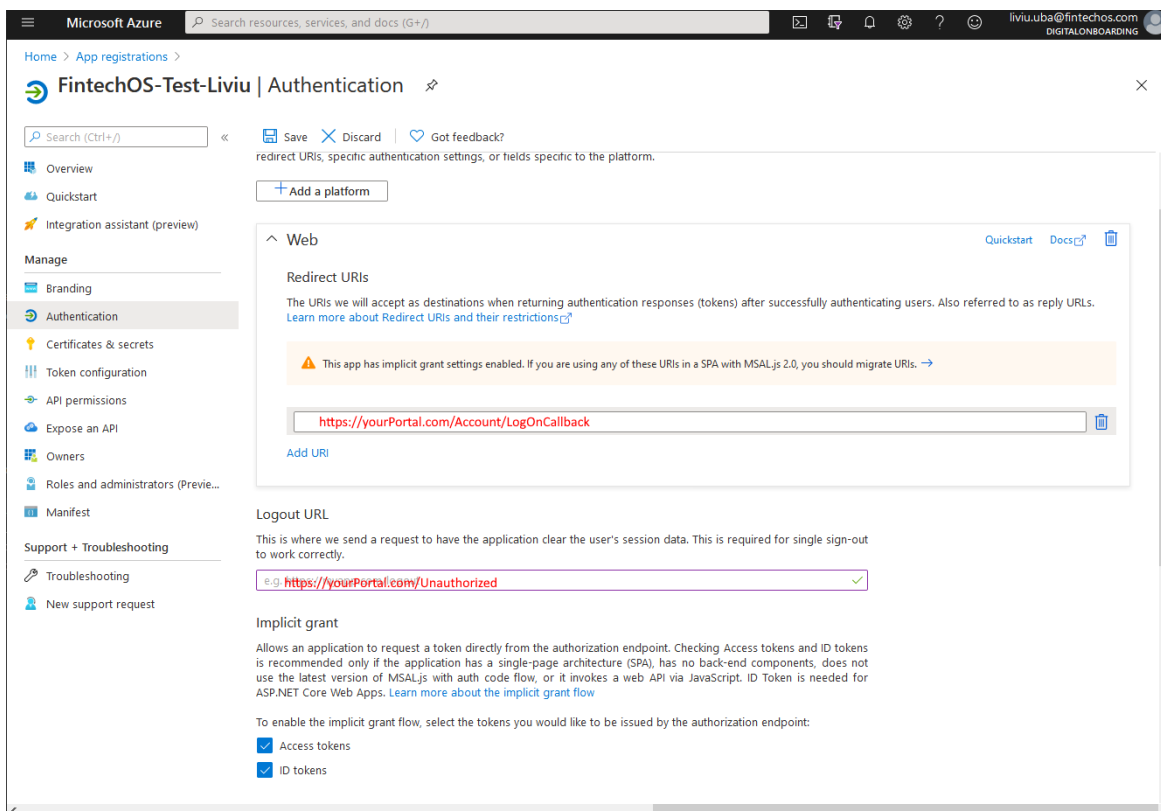 Microsoft Azure
Search resources, services, and docs (G+/)
liviu.uba@fintechos.com
DIGITALONBOARDING
Home > App registrations >
FintechOS-Test-Liviu | Authentication
Search (Ctrl+/)
Save
Discard
Got feedback?
redirect URIs, specific authentication settings, or fields specific to the platform.
Overview
Quickstart
Integration assistant (preview)
Manage
Branding
Authentication
Certificates & secrets
Token configuration
API permissions
Expose an API
Owners
Roles and administrators (Previe...
Manifest
Support + Troubleshooting
Troubleshooting
New support request
Add a platform
Web
Quickstart
Docs
Redirect URIs
The URIs we will accept as destinations when returning authentication responses (tokens) after successfully authenticating users. Also referred to as reply URLs.
Learn more about Redirect URIs and their restrictions
This app has implicit grant settings enabled. If you are using any of these URIs in a SPA with MSAL.js 2.0, you should migrate URIs.
https://yourPortal.com/Account/LogOnCallback
Add URI
Logout URL
This is where we send a request to have the application clear the user's session data. This is required for single sign-out
to work correctly.
e.g. https://yourPortal.com/Unauthorized
Implicit grant
Allows an application to request a token directly from the authorization endpoint. Checking Access tokens and ID tokens
is recommended only if the application has a single-page architecture (SPA), has no back-end components, does not
use the latest version of MSAL.js with auth code flow, or it invokes a web API via JavaScript. ID Token is needed for
ASP.NET Core Web Apps. Learn more about the implicit grant flow
To enable the implicit grant flow, select the tokens you would like to be issued by the authorization endpoint:
Access tokens
ID tokens